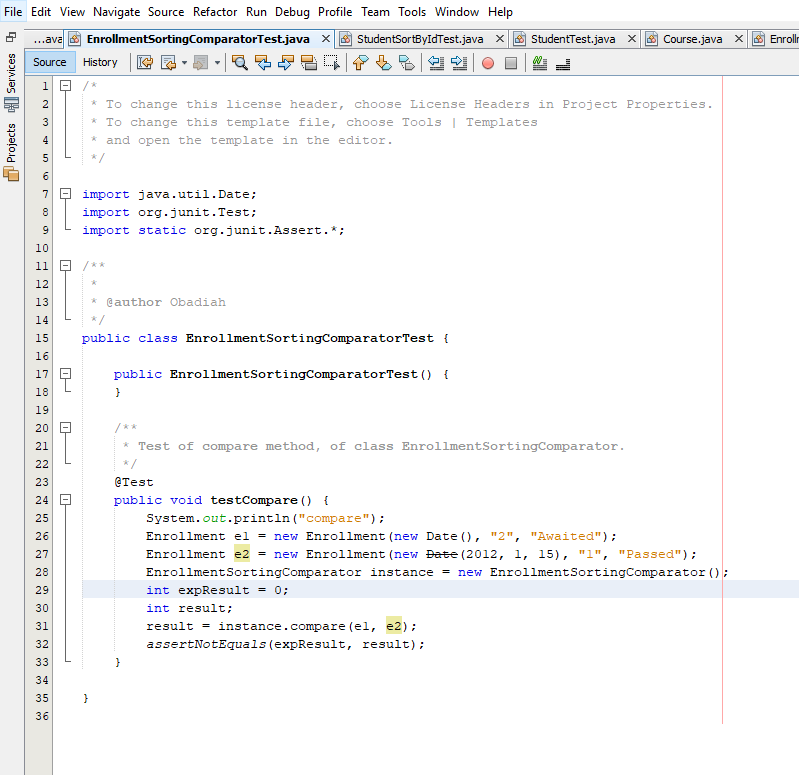 File Edit View Navigate Source Refactor Run Debug Profile Team Tools Window Help
...ava EnrollmentSortingComparatorTest.java StudentSortByIdTest.java StudentTest.java Course.java Enroll
Source History
Services
Projects
1 /*
2 * To change this license header, choose License Headers in Project Properties.
3 * To change this template file, choose Tools | Templates
4 * and open the template in the editor.
5 */
6
7 import java.util.Date;
8 import org.junit.Test;
9 import static org.junit.Assert.*;
10
11 /**
12 *
13 * @author Obadiah
14 */
15 public class EnrollmentSortingComparatorTest {
16
17 public EnrollmentSortingComparatorTest() {
18 }
19
20 /**
21 * Test of compare method, of class EnrollmentSortingComparator.
22 */
23 @Test
24 public void testCompare() {
25 System.out.println("compare");
26 Enrollment e1 = new Enrollment(new Date(), "2", "Awaited");
27 Enrollment e2 = new Enrollment(new Date(2012, 1, 15), "1", "Passed");
28 EnrollmentSortingComparator instance = new EnrollmentSortingComparator();
29 int expResult = 0;
30 int result;
31 result = instance.compare(e1, e2);
32 assertNotEquals(expResult, result);
33 }
34
35 }
36